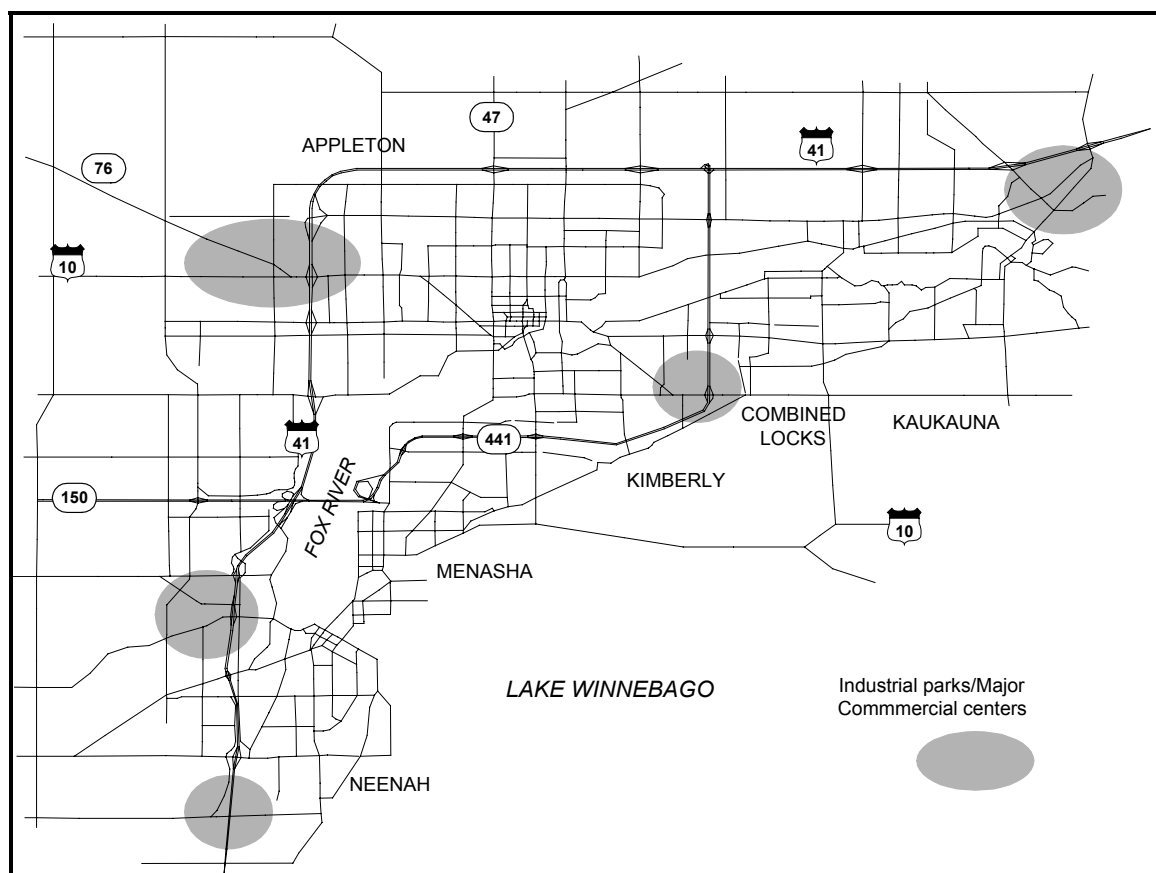 47
APPLETON
41
76
10
COMBINED
LOCKS
KAUKAUNA
41
441
KIMBERLY
FOX RIVER
150
10
MENASHA
LAKE WINNEBAGO
Industrial parks/Major
Commmercial centers
NEENAH